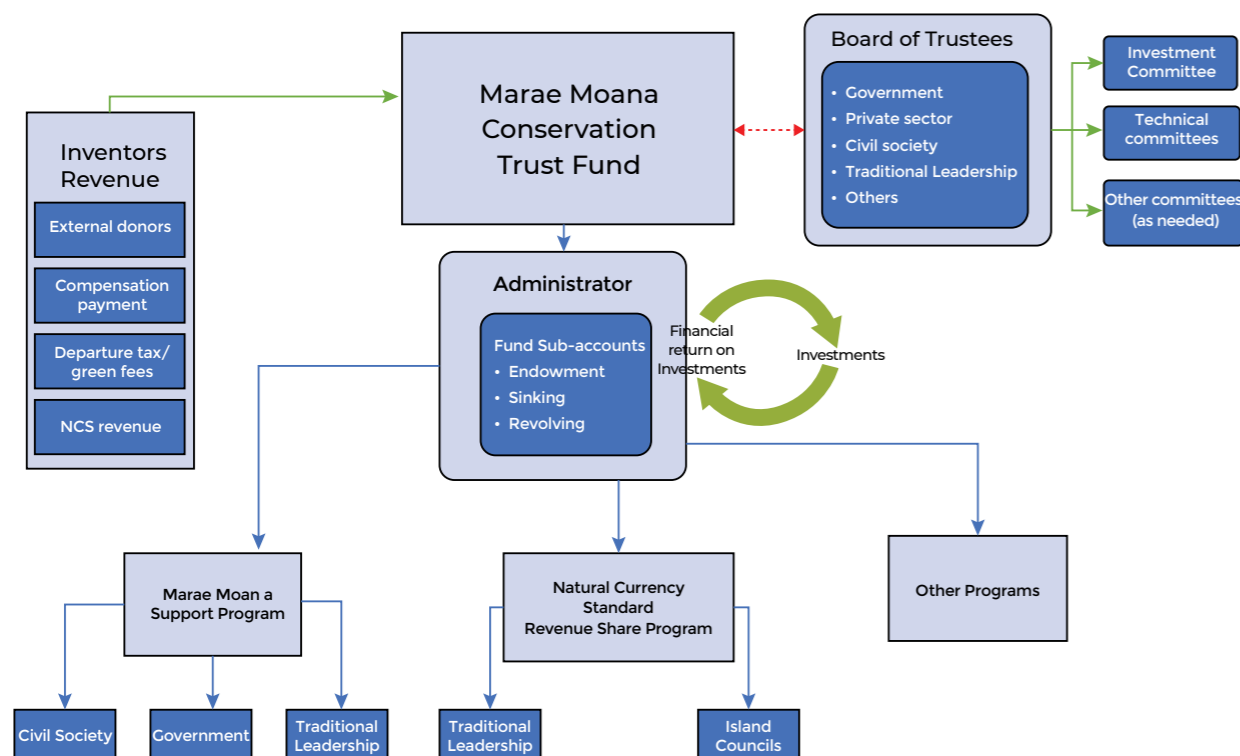 Marae Moana
Conservation
Trust Fund
Board of Trustees
• Government
• Private sector
• Civil society
• Traditional Leadership
• Others
Investment
Committee
Technical
committees
Other committees
(as needed)
Inventors
Revenue
External donors
Compensation
payment
Departure tax/
green fees
NCS revenue
Administrator
Fund Sub-accounts
• Endowment
• Sinking
• Revolving
Financial
return on
Investments
Investments
Marae Moan a
Support Program
Natural Currency
Standard
Revenue Share Program
Other Programs
Civil Society
Government
Traditional
Leadership
Traditional
Leadership
Island
Councils